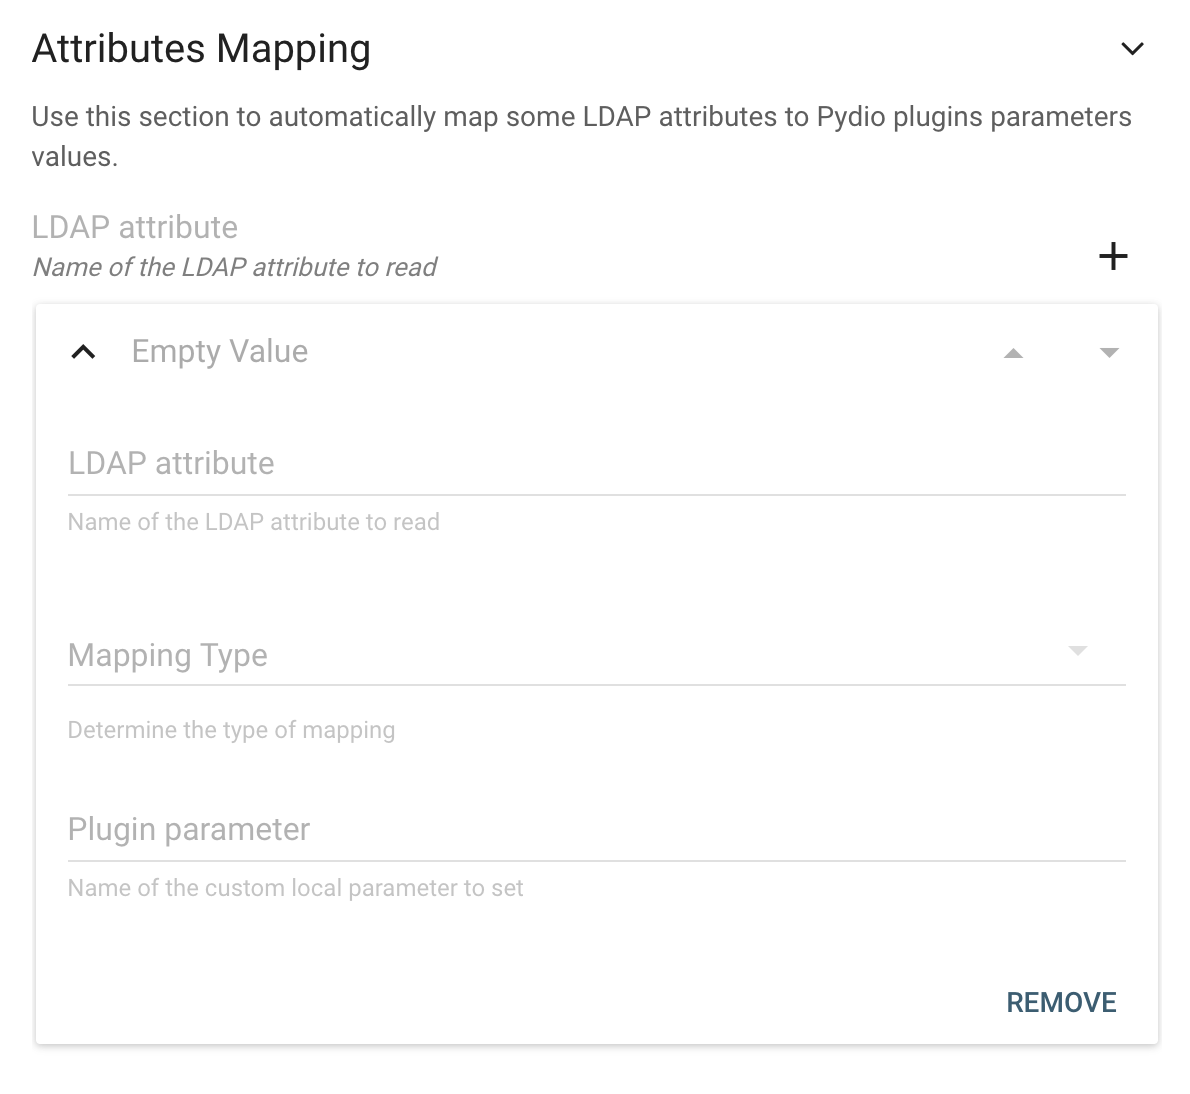 Attributes Mapping
Use this section to automatically map some LDAP attributes to Pydio plugins parameters
values.
LDAP attribute
Name of the LDAP attribute to read
Empty Value
LDAP attribute
Name of the LDAP attribute to read
Mapping Type
Determine the type of mapping
Plugin parameter
Name of the custom local parameter to set
REMOVE